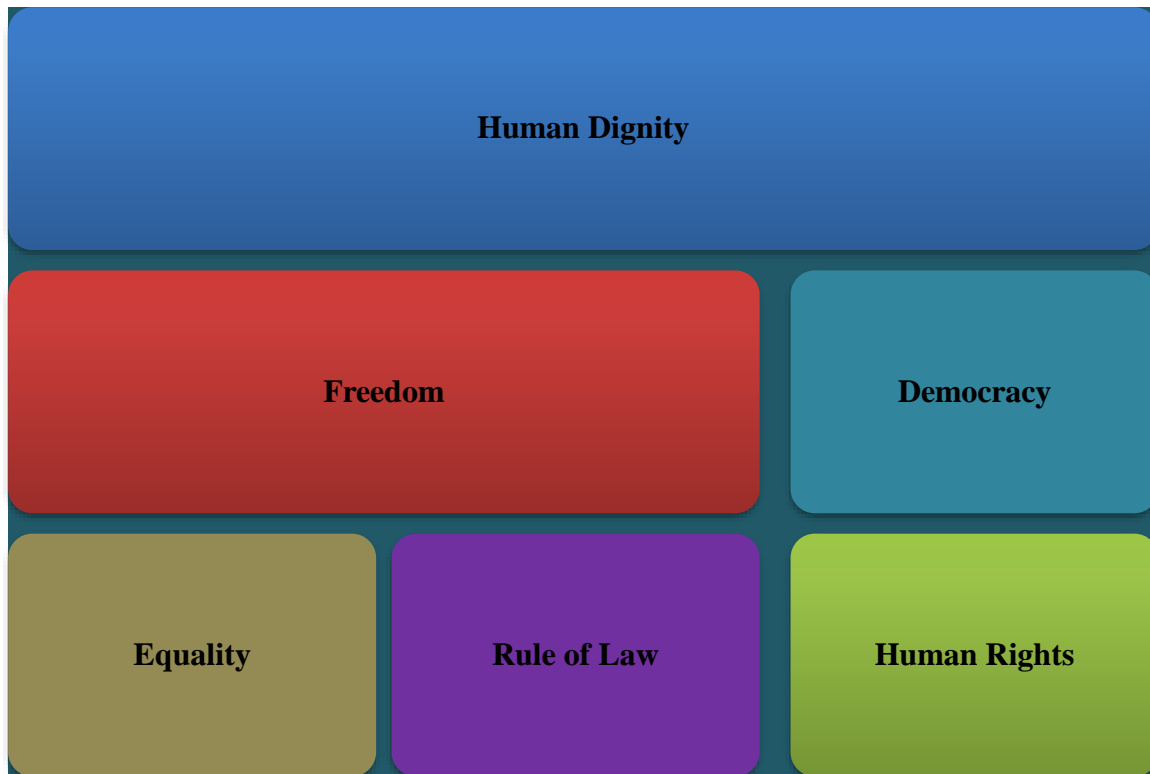 Human Dignity
Freedom
Democracy
Equality
Rule of Law
Human Rights